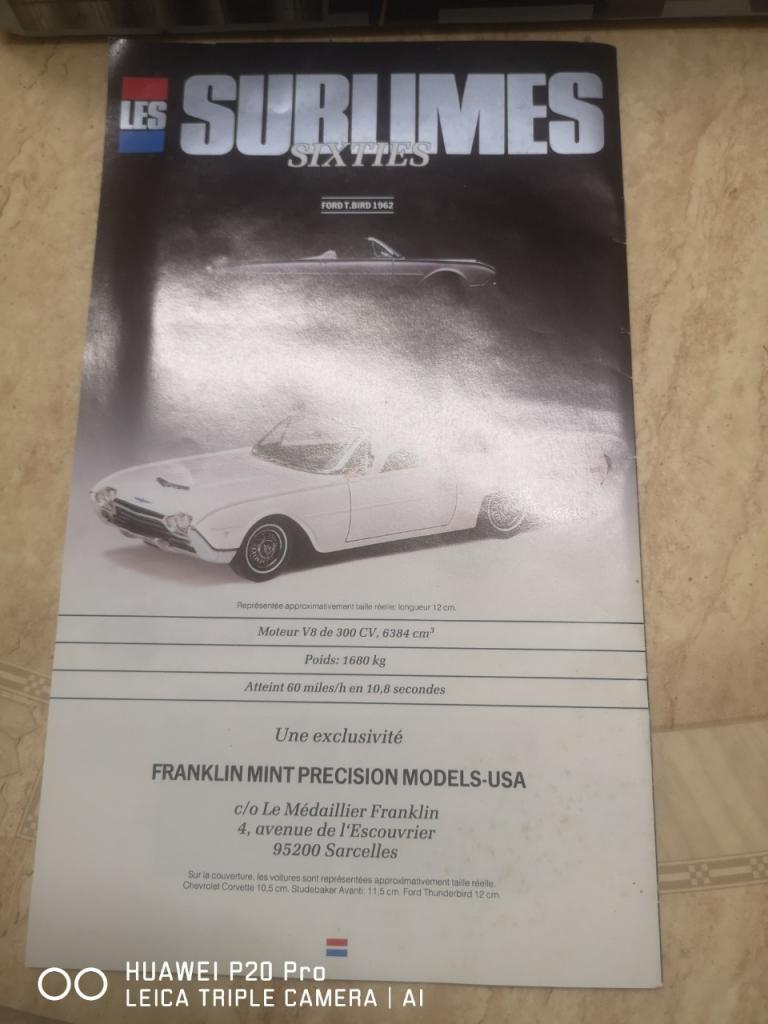 LES SUBLIMES
SIXTIES
FORD T.BIRD 1962
Représentée approximativement taille réelle: longueur 12 cm.
Moteur V8 de 300 CV, 6384 cm³
Poids: 1680 kg
Atteint 60 miles/h en 10,8 secondes
Une exclusivité
FRANKLIN MINT PRECISION MODELS-USA
c/o Le Médaillier Franklin
4, avenue de l'Escouvrier
95200 Sarcelles
Sur la couverture, les voitures sont représentées approximativement taille réelle.
Chevrolet Corvette 10,5 cm. Studebaker Avanti: 11,5 cm. Ford Thunderbird 12 cm.
HUAWEI P20 Pro
LEICA TRIPLE CAMERA | AI